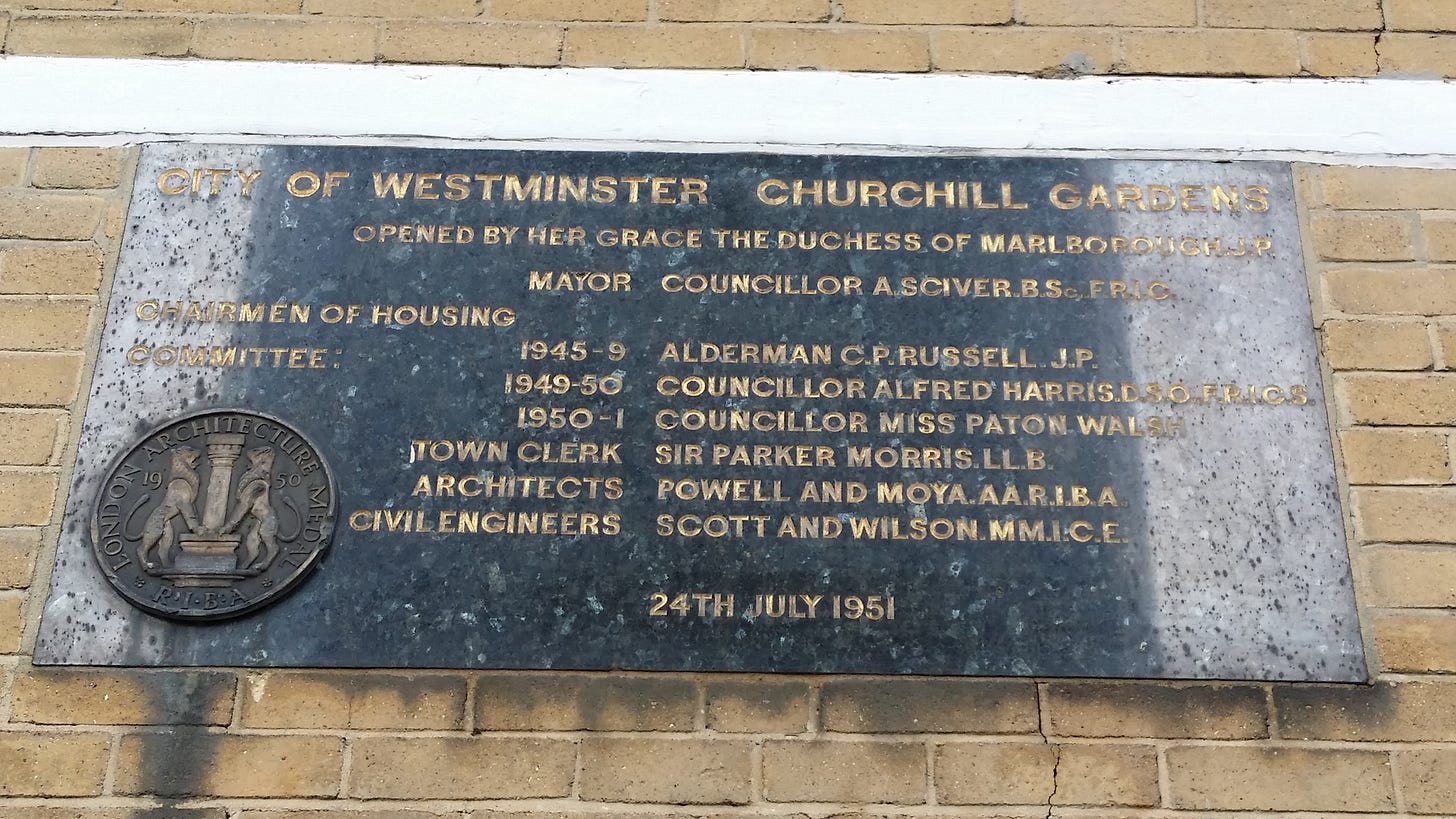 CITY OF WESTMINSTER CHURCHILL GARDENS
OPENED BY HER GRACE THE DUCHESS OF MARLBOROUGH.J.P.
MAYOR COUNCILLOR A.SCIVER.B.Sc.,F.R.I.C.
CHAIRMEN OF HOUSING
COMMITTEE: 1945-9 ALDERMAN C.P.RUSSELL.J.P.
1949-50 COUNCILLOR ALFRED HARRIS.D.S.O.,F.R.I.C.S.
1950-1 COUNCILLOR MISS PATON WALSH
TOWN CLERK SIR PARKER MORRIS.LL.B.
ARCHITECTS POWELL AND MOYA.A.A.R.I.B.A.
CIVIL ENGINEERS SCOTT AND WILSON.MM.I.C.E.
24TH JULY 1951
LONDON ARCHITECTURE MEDAL
1950
R·I·B·A